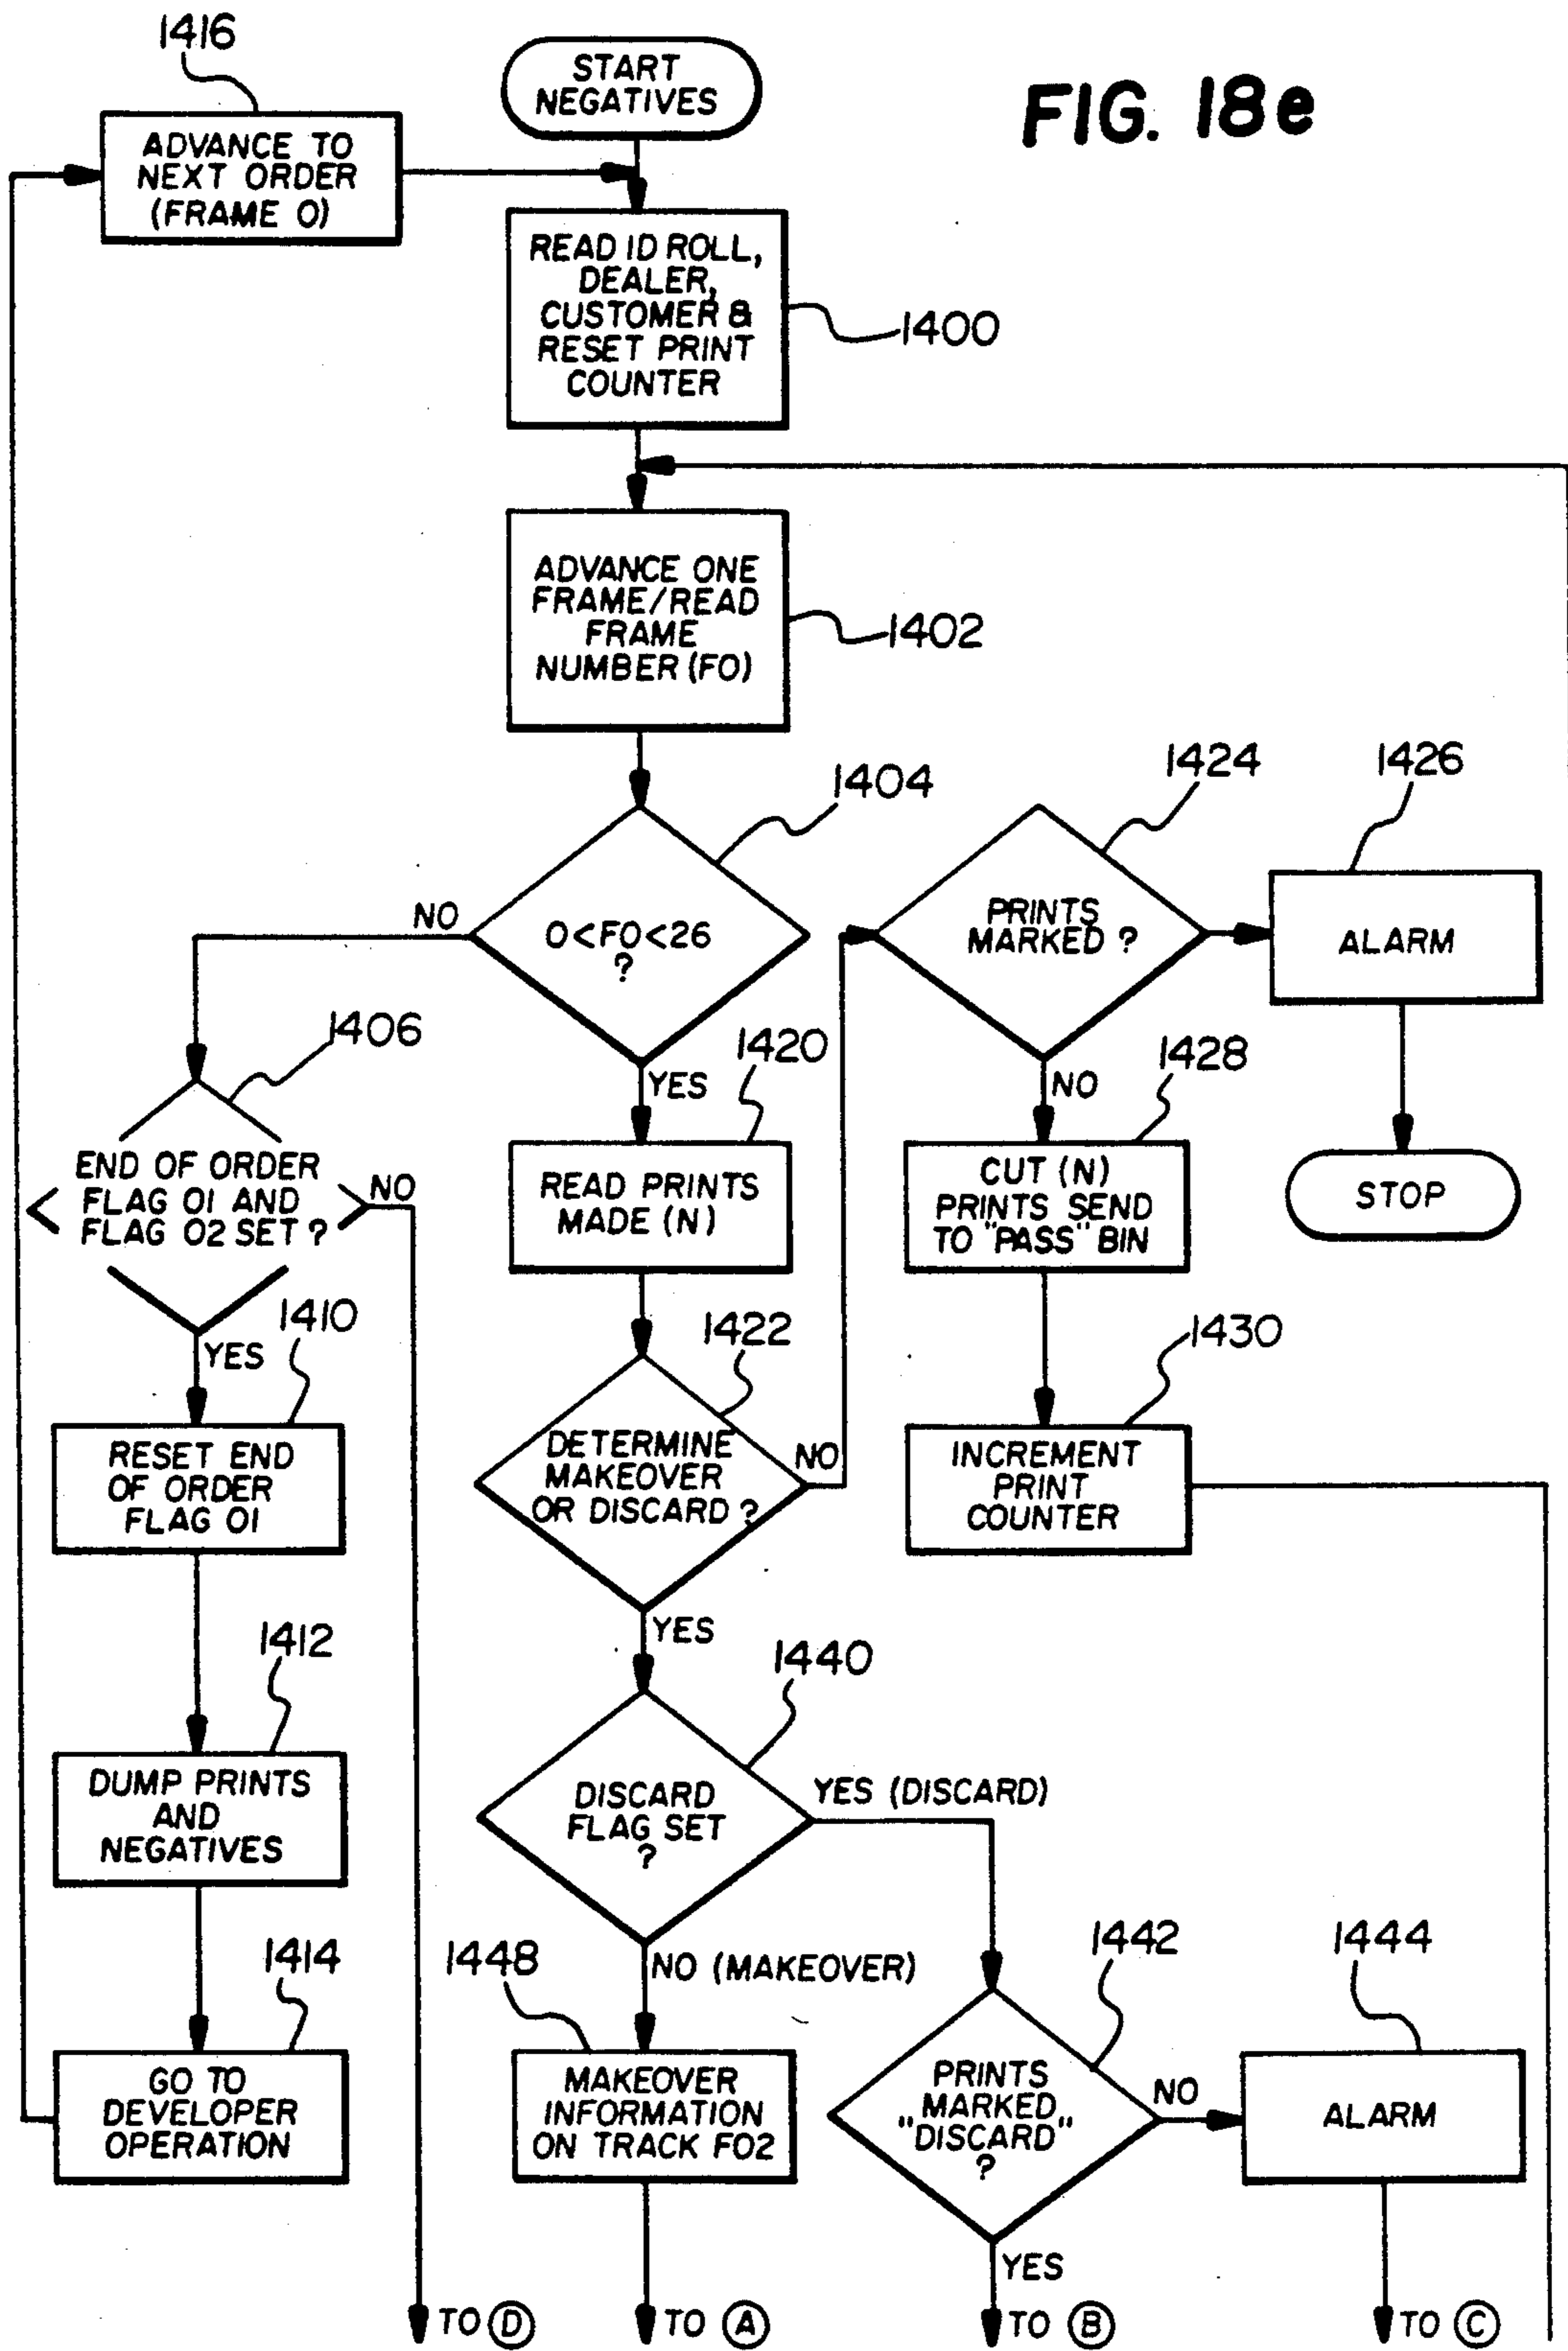 FIG. 18e
1416
START
NEGATIVES
ADVANCE TO
NEXT ORDER
(FRAME 0)
READ ID ROLL,
DEALER,
CUSTOMER &
RESET PRINT
COUNTER
1400
ADVANCE ONE
FRAME/READ
FRAME
NUMBER (FO)
1402
1404
0<FO<26
?
NO
YES
1424
PRINTS
MARKED ?
NO
1426
ALARM
STOP
1406
END OF ORDER
FLAG 01 AND
FLAG 02 SET ?
NO
YES
1420
READ PRINTS
MADE (N)
1428
CUT (N)
PRINTS SEND
TO "PASS" BIN
1410
RESET END
OF ORDER
FLAG 01
1422
DETERMINE
MAKEOVER
OR DISCARD ?
NO
YES
1430
INCREMENT
PRINT
COUNTER
1412
DUMP PRINTS
AND
NEGATIVES
1440
DISCARD
FLAG SET
?
YES (DISCARD)
NO (MAKEOVER)
1414
GO TO
DEVELOPER
OPERATION
1448
MAKEOVER
INFORMATION
ON TRACK FO2
1442
PRINTS
MARKED
"DISCARD"
?
NO
YES
1444
ALARM
TO D
TO A
TO B
TO C